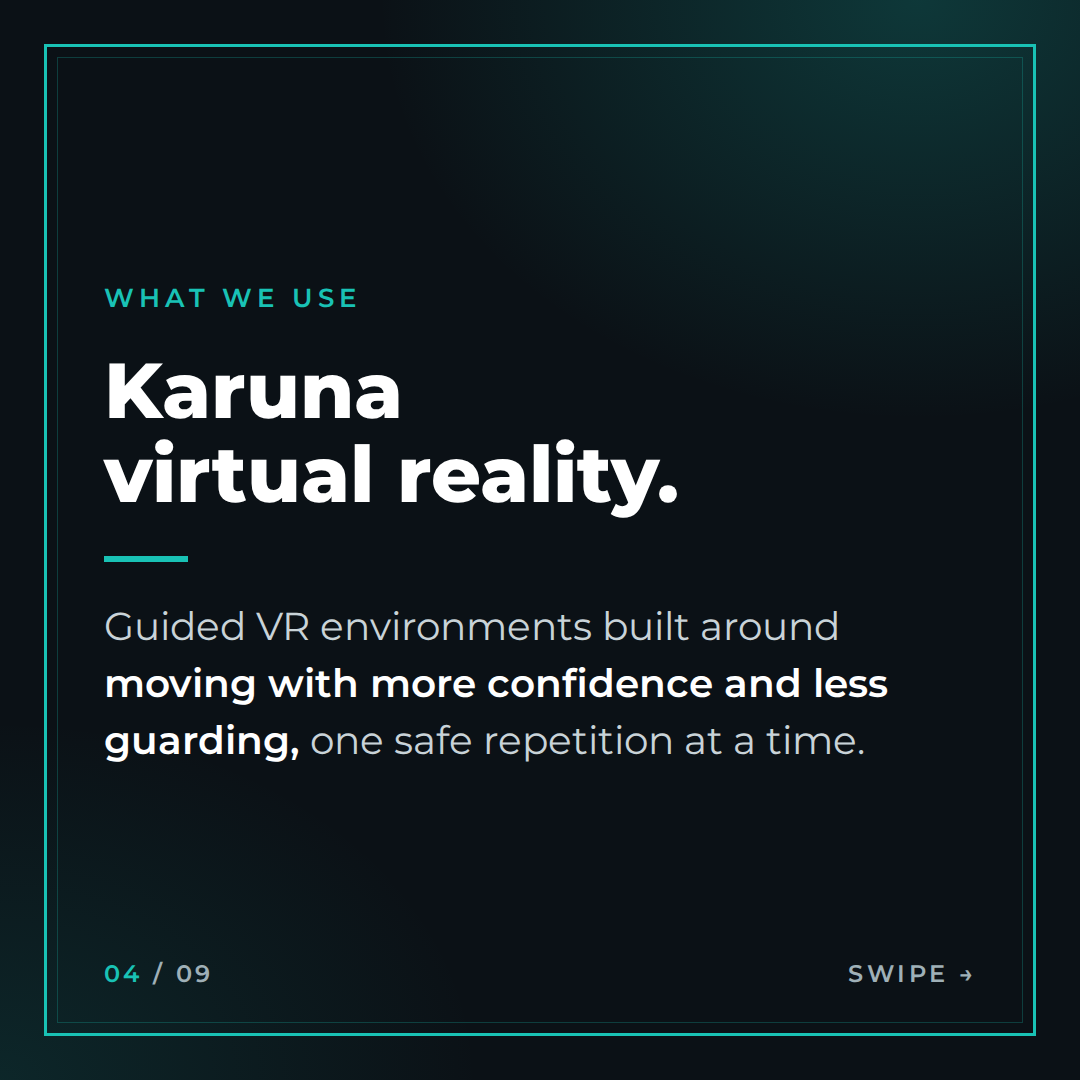 WHAT WE USE
Karuna
virtual reality.
Guided VR environments built around
moving with more confidence and less
guarding, one safe repetition at a time.
04 / 09
SWIPE →